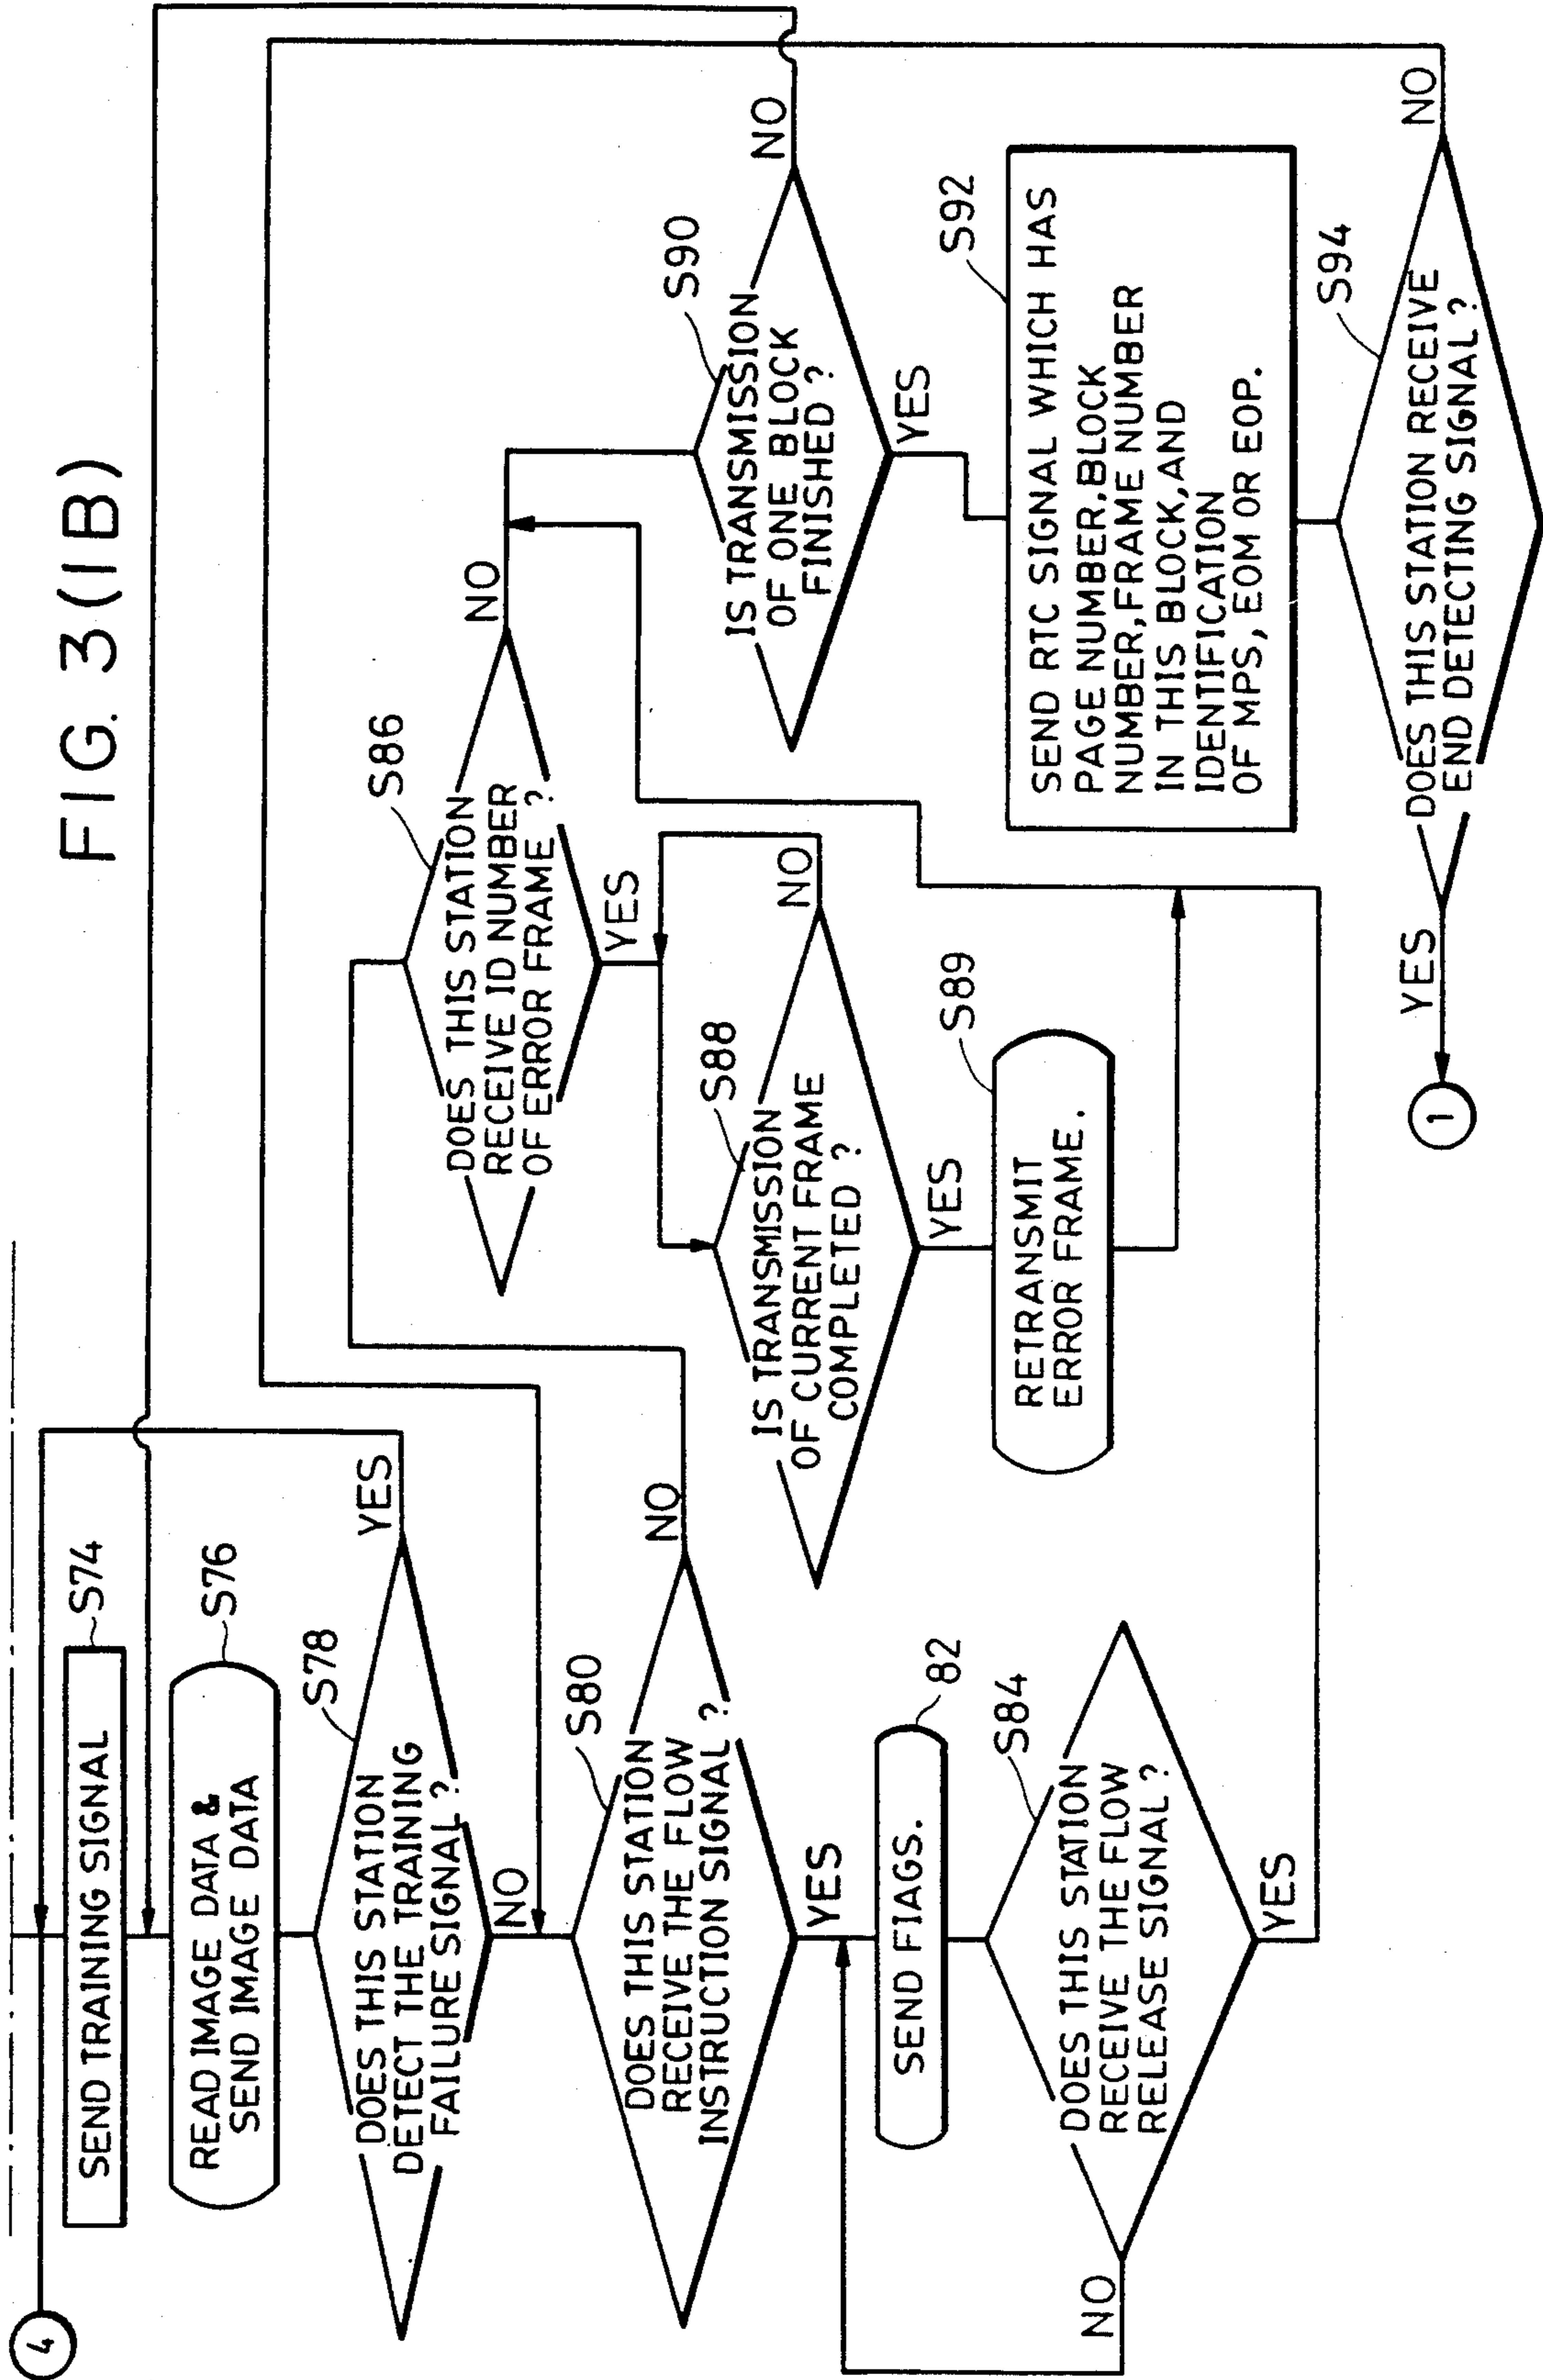 FIG. 3(1B)
4
SEND TRAINING SIGNAL
S74
READ IMAGE DATA &
SEND IMAGE DATA
S76
DOES THIS STATION
DETECT THE TRAINING
FAILURE SIGNAL?
S78
YES
NO
DOES THIS STATION
RECEIVE THE FLOW
INSTRUCTION SIGNAL ?
S80
NO
YES
SEND FIAGS.
82
DOES THIS STATION
RECEIVE THE FLOW
RELEASE SIGNAL ?
S84
NO
YES
DOES THIS STATION
RECEIVE ID NUMBER
OF ERROR FRAME ?
S86
NO
YES
IS TRANSMISSION
OF CURRENT FRAME
COMPLETED ?
S88
NO
YES
RETRANSMIT
ERROR FRAME.
S89
IS TRANSMISSION
OF ONE BLOCK
FINISHED ?
S90
NO
YES
SEND RTC SIGNAL WHICH HAS
PAGE NUMBER,BLOCK
NUMBER,FRAME NUMBER
IN THIS BLOCK,AND
IDENTIFICATION
OF MPS, EOM OR EOP.
S92
DOES THIS STATION RECEIVE
END DETECTING SIGNAL ?
S94
NO
YES
1